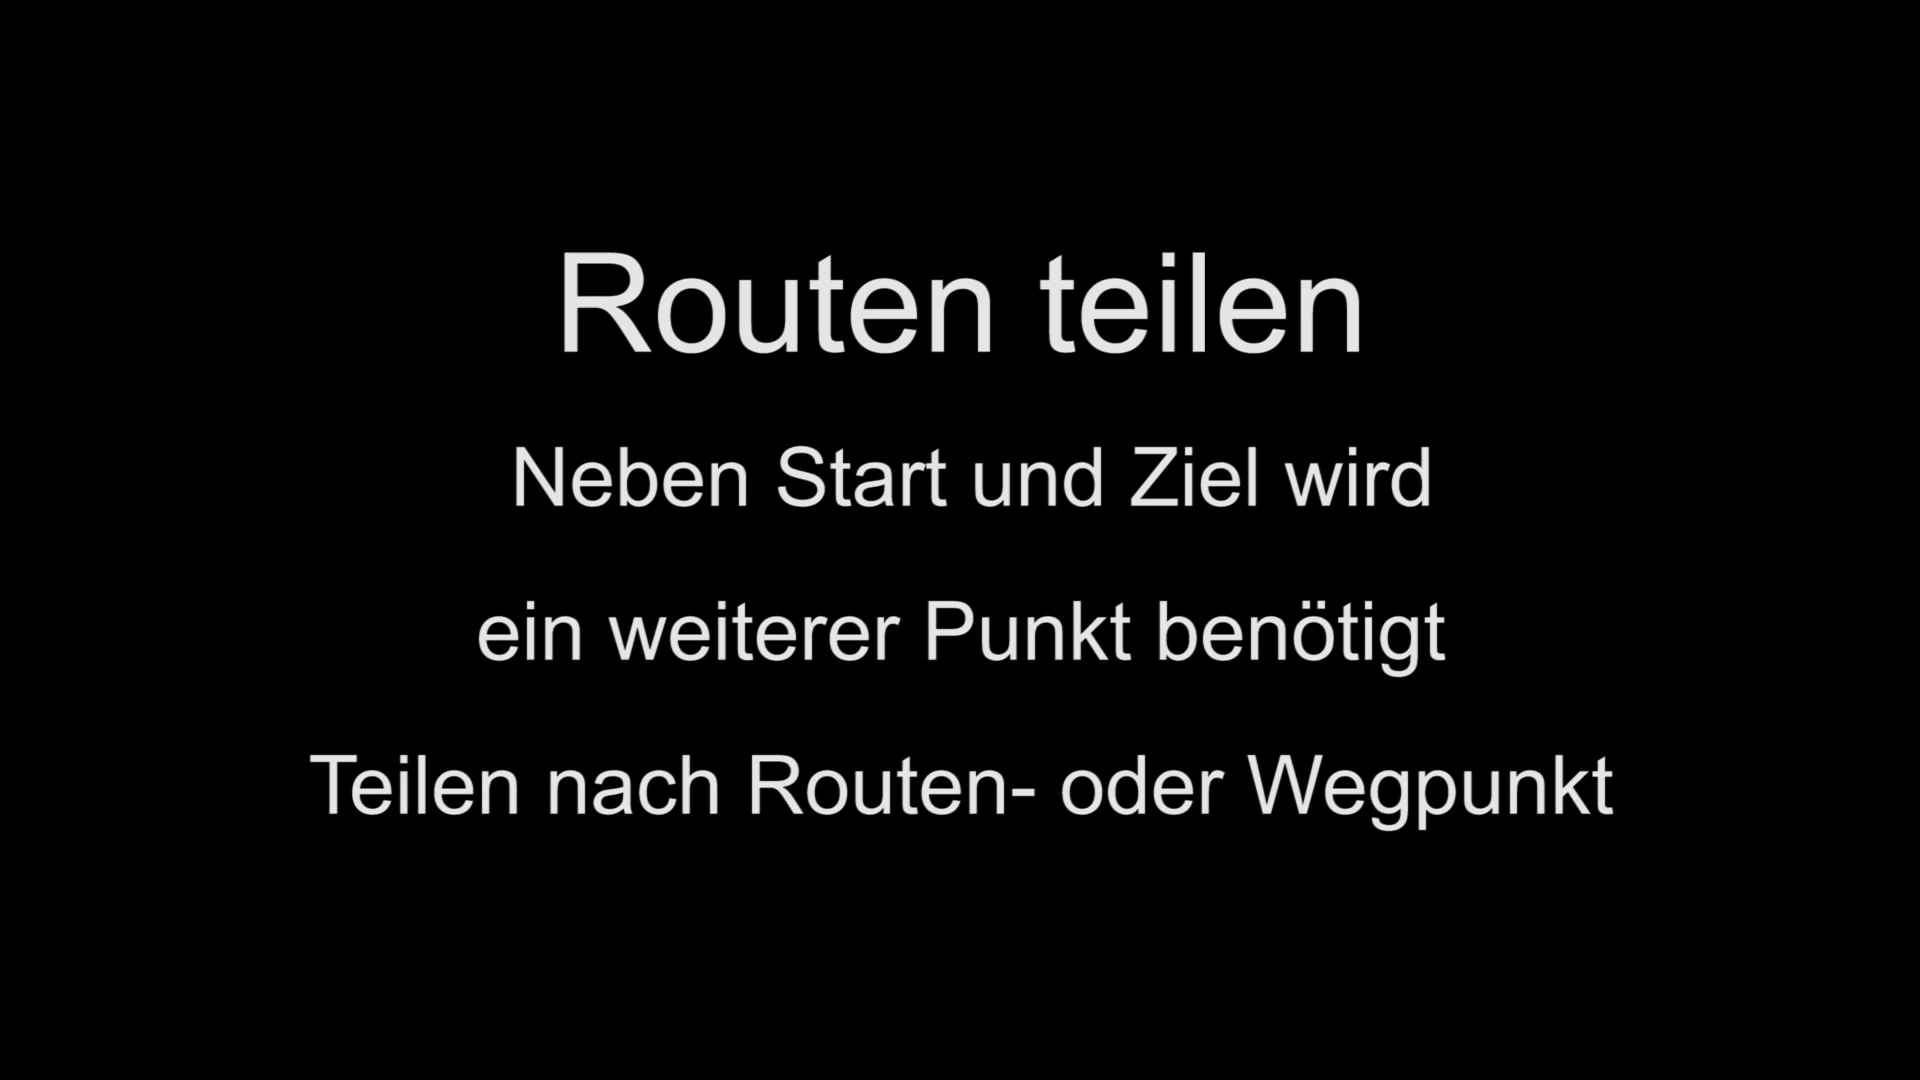 Routen teilen
Neben Start und Ziel wird
ein weiterer Punkt benötigt
Teilen nach Routen- oder Wegpunkt